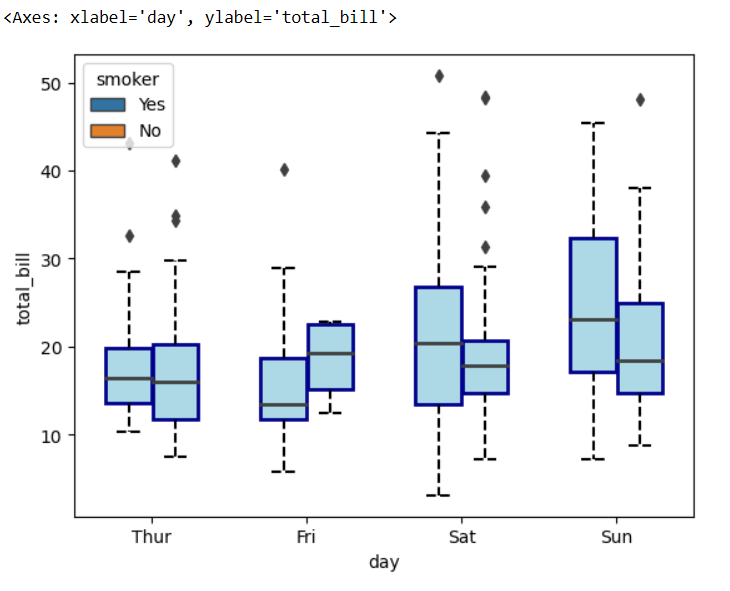 <Axes: xlabel='day', ylabel='total_bill'>
smoker
Yes
No
50
40
30
20
10
total_bill
Thur
Fri
Sat
Sun
day